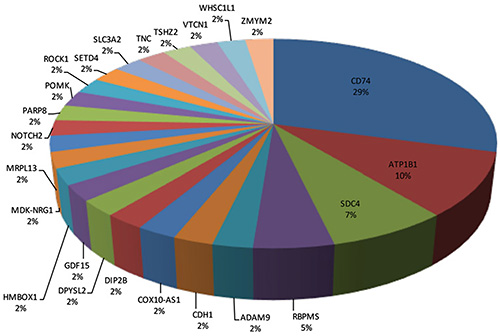 CD74
29%
ATP1B1
10%
SDC4
7%
RBPMS
5%
ADAM9
2%
CDH1
2%
COX10-AS1
2%
DIP2B
2%
DPYSL2
2%
GDF15
2%
HMBOX1
2%
MDK-NRG1
2%
MRPL13
2%
NOTCH2
2%
PARP8
2%
POMK
2%
ROCK1
2%
SETD4
2%
SLC3A2
2%
TNC
2%
TSHZ2
2%
VTCN1
2%
WHSC1L1
2%
ZMYM2
2%